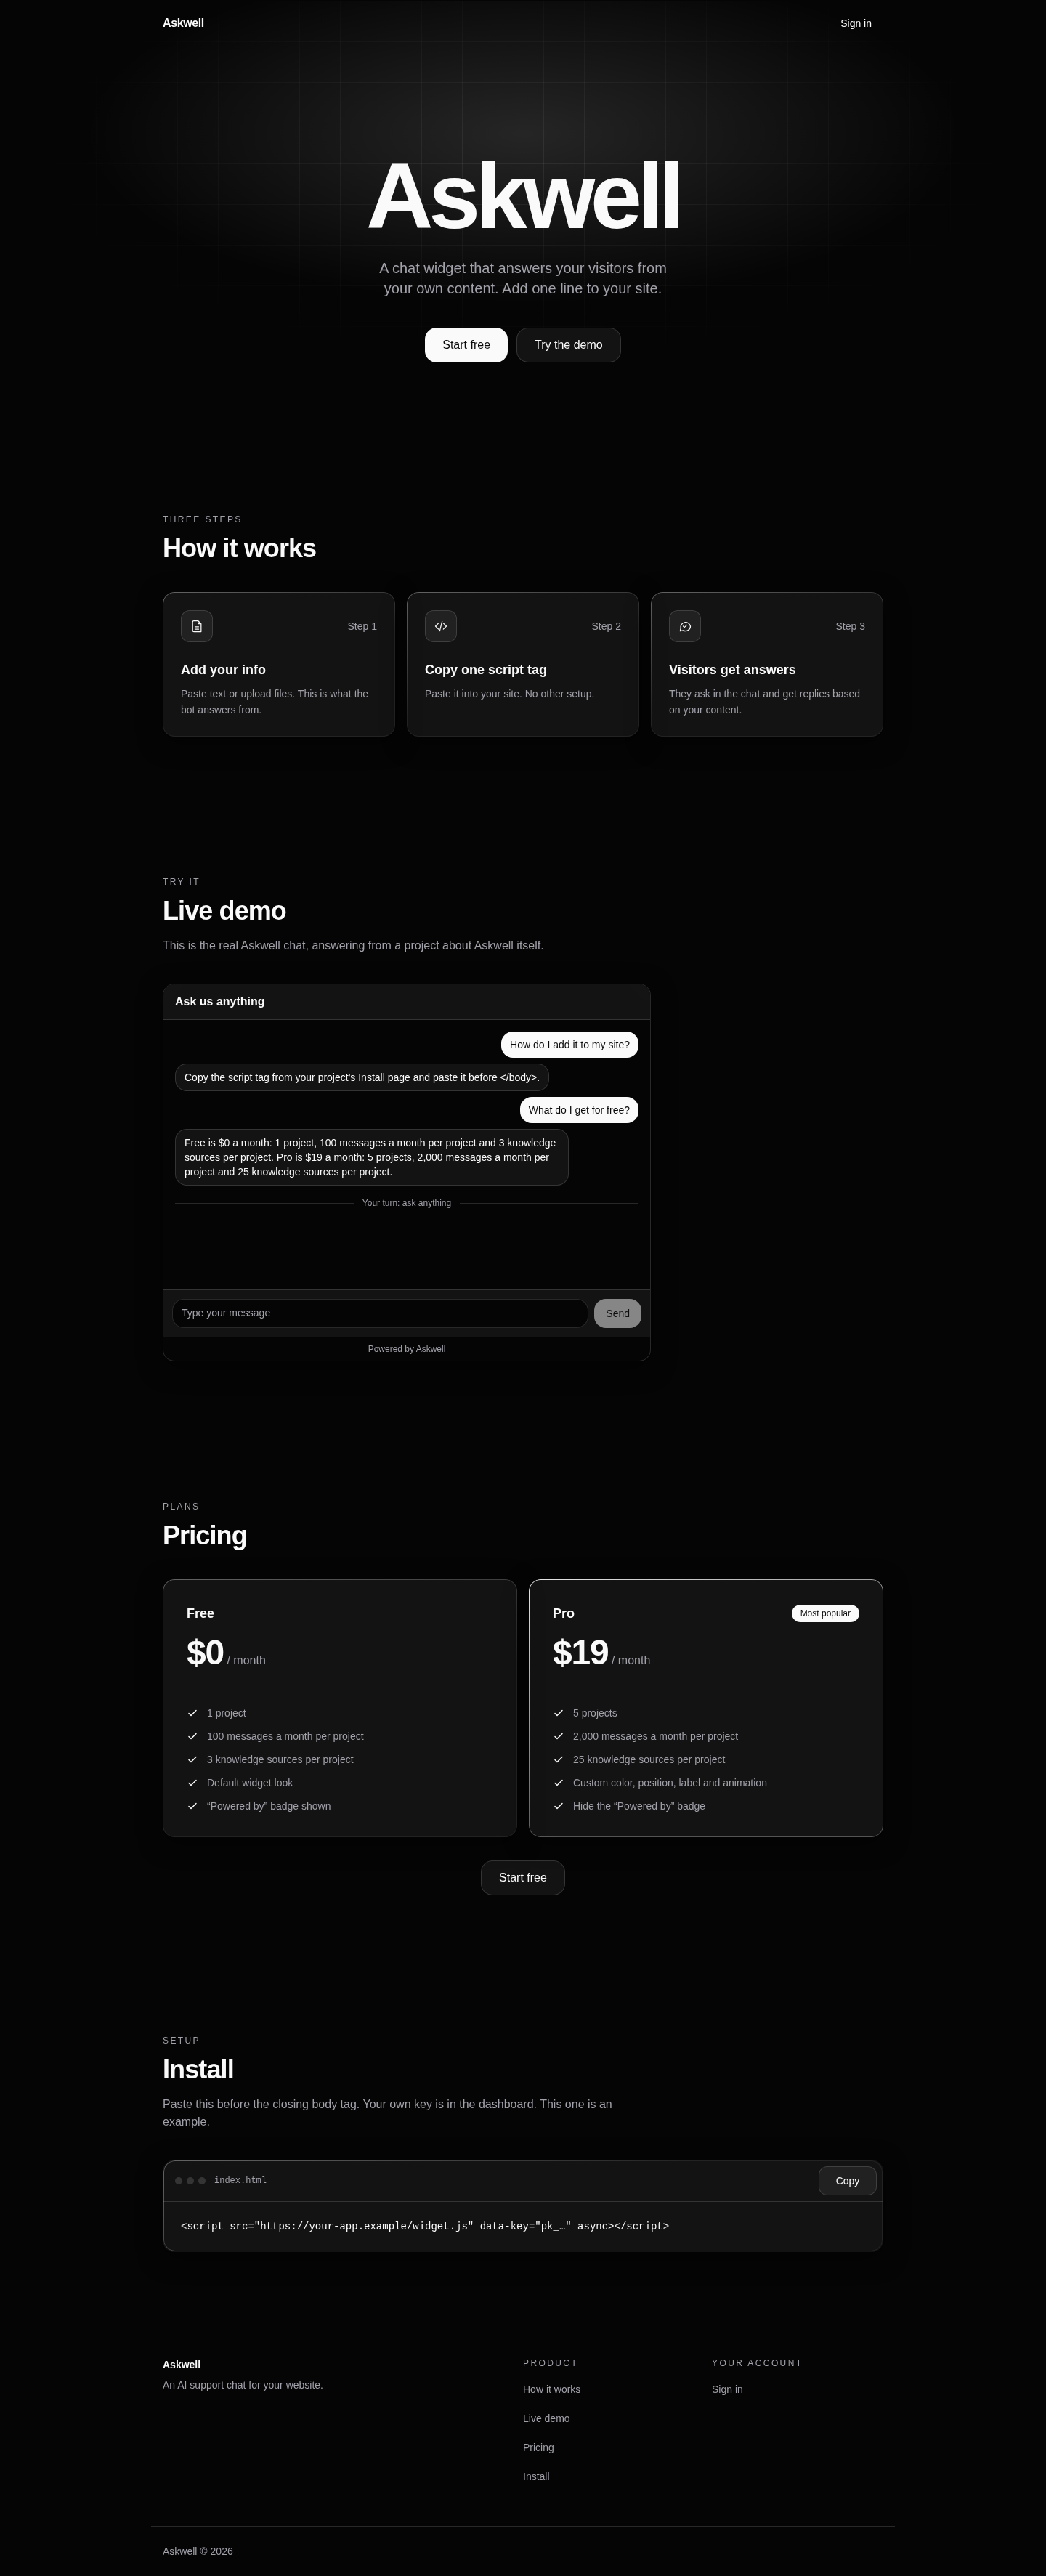 Askwell
Sign in
Askwell
A chat widget that answers your visitors from
your own content. Add one line to your site.
Start free
Try the demo
THREE STEPS
How it works
Step 1
Add your info
Paste text or upload files. This is what the
bot answers from.
Step 2
Copy one script tag
Paste it into your site. No other setup.
Step 3
Visitors get answers
They ask in the chat and get replies based
on your content.
TRY IT
Live demo
This is the real Askwell chat, answering from a project about Askwell itself.
Ask us anything
How do I add it to my site?
Copy the script tag from your project's Install page and paste it before </body>.
What do I get for free?
Free is $0 a month: 1 project, 100 messages a month per project and 3 knowledge
sources per project. Pro is $19 a month: 5 projects, 2,000 messages a month per
project and 25 knowledge sources per project.
Your turn: ask anything
Type your message
Send
Powered by Askwell
PLANS
Pricing
Free
$0 / month
1 project
100 messages a month per project
3 knowledge sources per project
Default widget look
“Powered by” badge shown
Pro
Most popular
$19 / month
5 projects
2,000 messages a month per project
25 knowledge sources per project
Custom color, position, label and animation
Hide the “Powered by” badge
Start free
SETUP
Install
Paste this before the closing body tag. Your own key is in the dashboard. This one is an
example.
index.html
Copy
<script src="https://your-app.example/widget.js" data-key="pk_…" async></script>
Askwell
An AI support chat for your website.
PRODUCT
How it works
Live demo
Pricing
Install
YOUR ACCOUNT
Sign in
Askwell © 2026